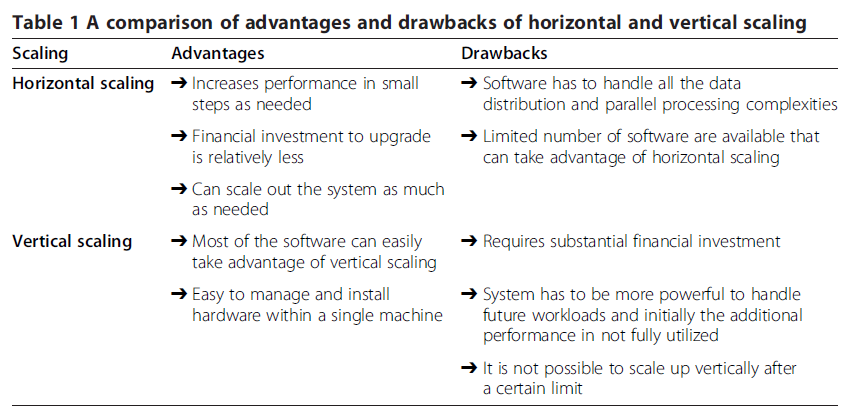 Table 1 A comparison of advantages and drawbacks of horizontal and vertical scaling
Scaling Advantages Drawbacks
Horizontal scaling ➔ Increases performance in small steps as needed ➔ Software has to handle all the data distribution and parallel processing complexities
➔ Financial investment to upgrade is relatively less ➔ Limited number of software are available that can take advantage of horizontal scaling
➔ Can scale out the system as much as needed
Vertical scaling ➔ Most of the software can easily take advantage of vertical scaling ➔ Requires substantial financial investment
➔ Easy to manage and install hardware within a single machine ➔ System has to be more powerful to handle future workloads and initially the additional performance in not fully utilized
➔ It is not possible to scale up vertically after a certain limit